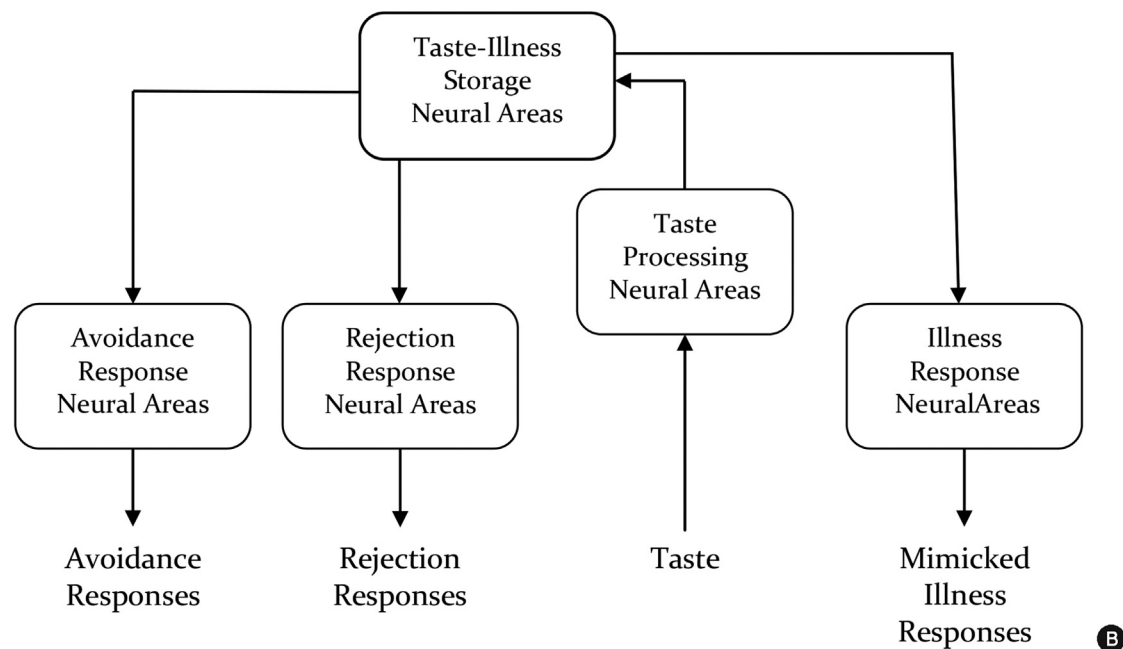 Taste-Illness
Storage
Neural Areas
Taste
Processing
Neural Areas
Avoidance
Response
Neural Areas
Rejection
Response
Neural Areas
Illness
Response
NeuralAreas
Avoidance
Responses
Rejection
Responses
Taste
Mimicked
Illness
Responses
B